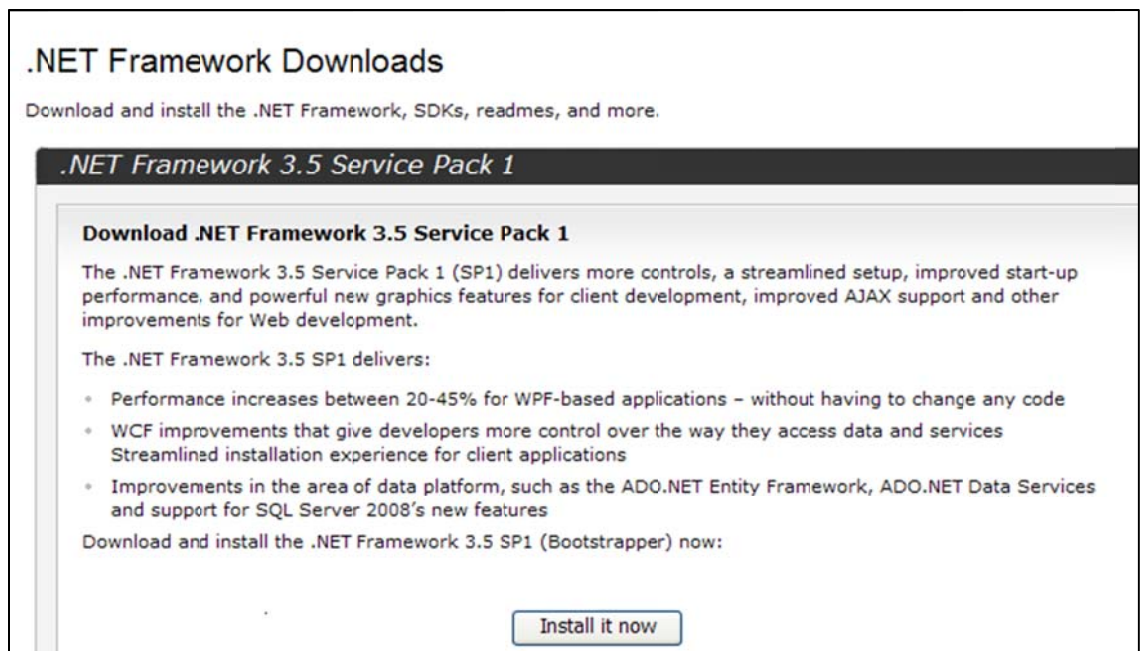 .NET Framework Downloads
Download and install the .NET Framework, SDKs, readmes, and more.
.NET Framework 3.5 Service Pack 1
Download .NET Framework 3.5 Service Pack 1
The .NET Framework 3.5 Service Pack 1 (SP1) delivers more controls, a streamlined setup, improved start-up
performance, and powerful new graphics features for client development, improved AJAX support and other
improvements for Web development.
The .NET Framework 3.5 SP1 delivers:
• Performance increases between 20-45% for WPF-based applications – without having to change any code
• WCF improvements that give developers more control over the way they access data and services
Streamlined installation experience for client applications
• Improvements in the area of data platform, such as the ADO.NET Entity Framework, ADO.NET Data Services
and support for SQL Server 2008's new features
Download and install the .NET Framework 3.5 SP1 (Bootstrapper) now:
Install it now